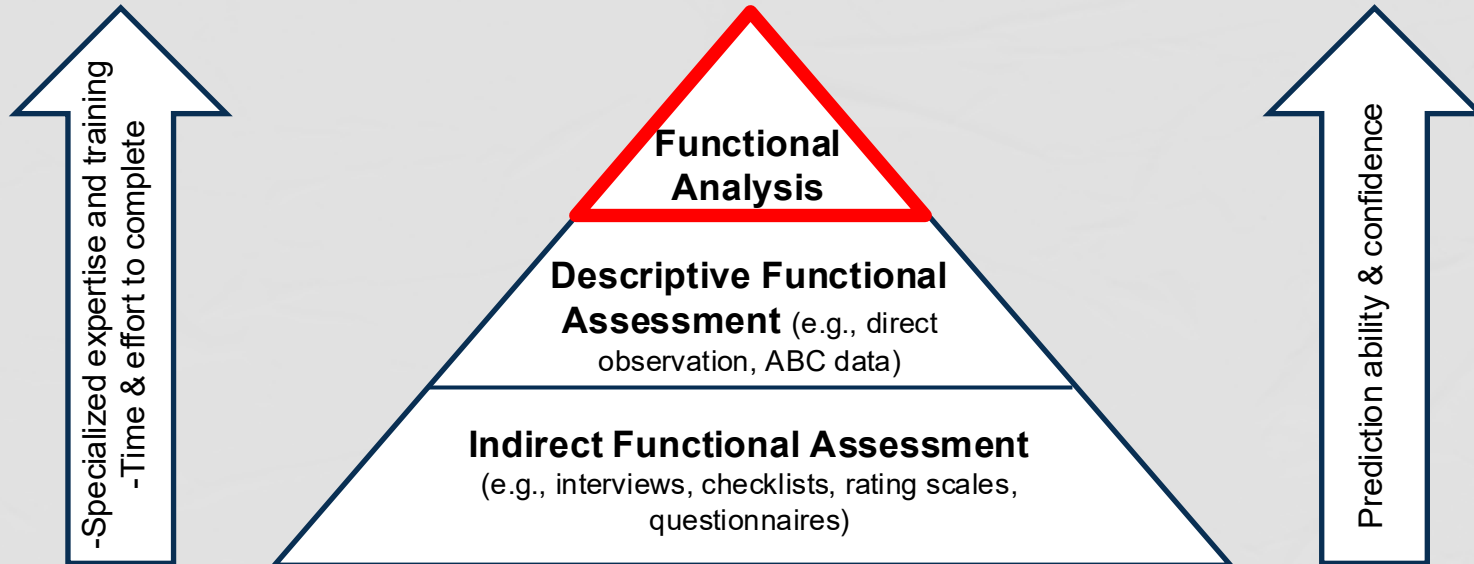 -Specialized expertise and training
-Time & effort to complete
Functional
Analysis
Descriptive Functional
Assessment (e.g., direct
observation, ABC data)
Indirect Functional Assessment
(e.g., interviews, checklists, rating scales,
questionnaires)
Prediction ability & confidence